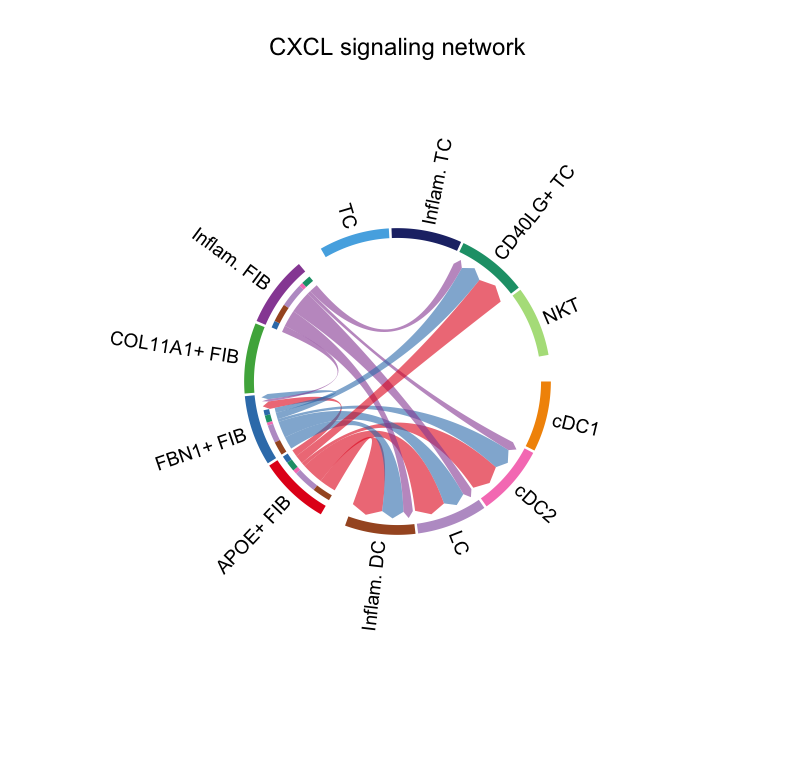 CXCL signaling network
Inflam. TC
CD40LG+ TC
TC
Inflam. FIB
NKT
COL11A1+ FIB
cDC1
FBN1+ FIB
cDC2
APOE+ FIB
LC
Inflam. DC